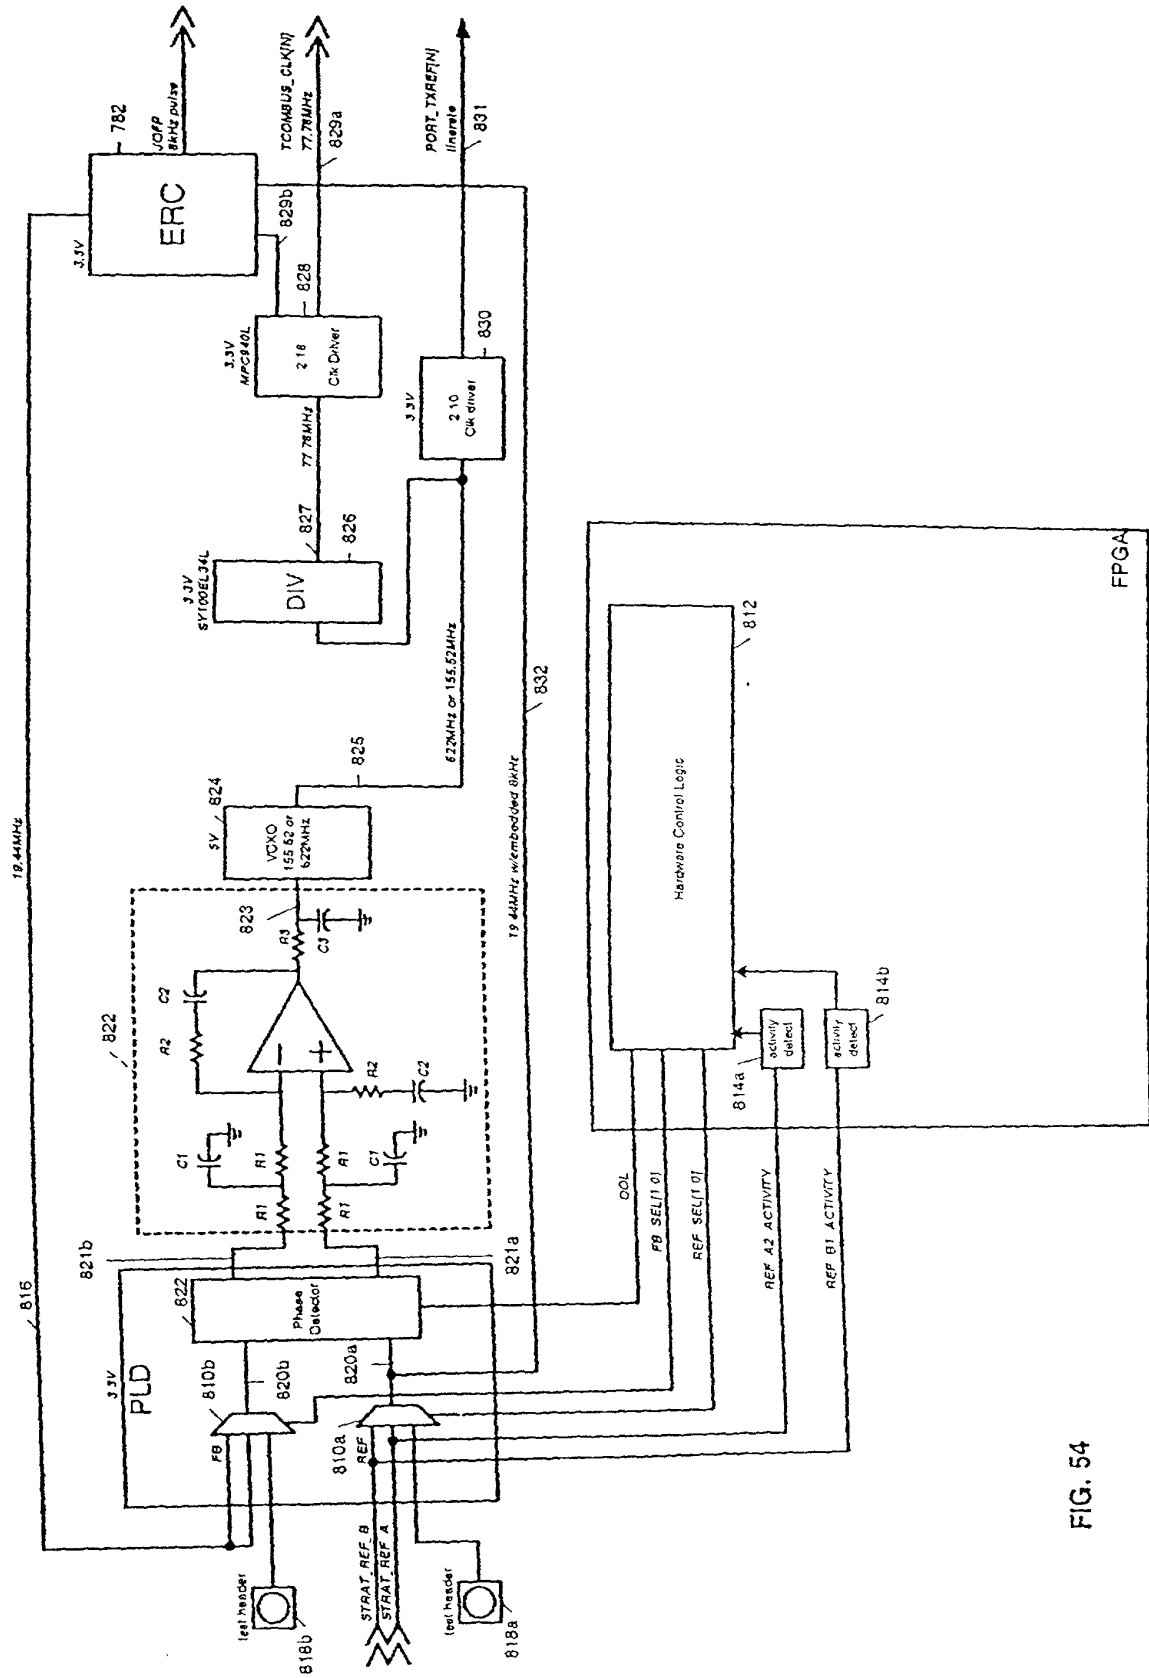 816
19.44MHz
3.3V
782
ERC
JOFP
8kHz pulse
829b
3.3V
MPC940L
828
2 18
Clk Driver
TCOMBUS_CLK[N]
77.78MHz
829a
77 78MHz
827
826
3.3V
SY100EL34L
DIV
3 3V
830
2 10
Clk driver
PORT_TXREF[N]
linerate
831
622MHz or 155.52MHz
825
824
5V
VCXO
155 52 or
622MHz
823
R3
C3
822
C2
R2
R2
C2
C1
R1
R1
C1
R1
R1
821b
821a
3 3V
PLD
822
Phase
Detector
810b
820b
820a
FB
810a
REF
test header
818b
STRAT_REF_B
STRAT_REF_A
test header
818a
19 44MHz w/embedded 8kHz
832
OOL
FB SEL[1 0]
REF SEL[1 0]
REF A2 ACTIVITY
REF B1 ACTIVITY
Hardware Control Logic
812
814a
activity
detect
814b
activity
detect
FPGA
FIG. 54